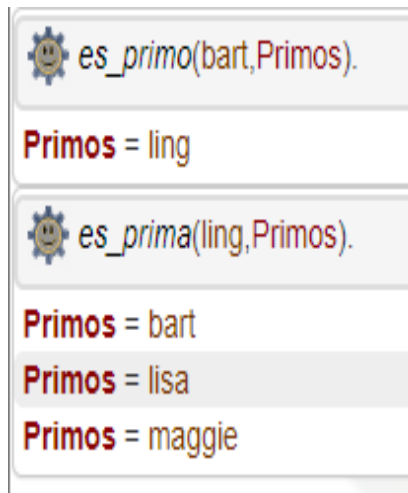 es_primo(bart,Primos).
Primos = ling
es_prima(ling,Primos).
Primos = bart
Primos = lisa
Primos = maggie